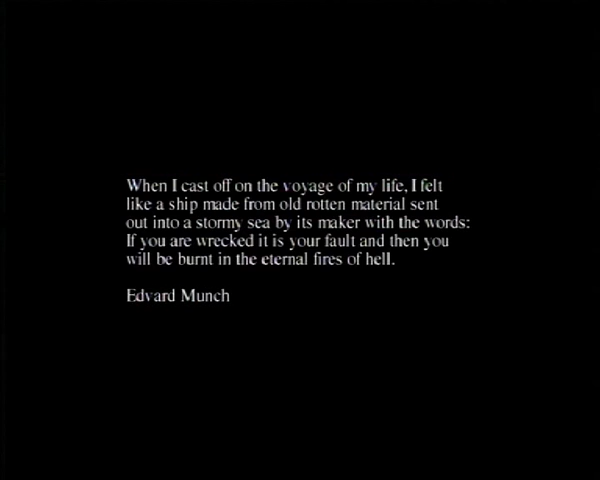 When I cast off on the voyage of my life, I felt
like a ship made from old rotten material sent
out into a stormy sea by its maker with the words:
If you are wrecked it is your fault and then you
will be burnt in the eternal fires of hell.
Edvard Munch